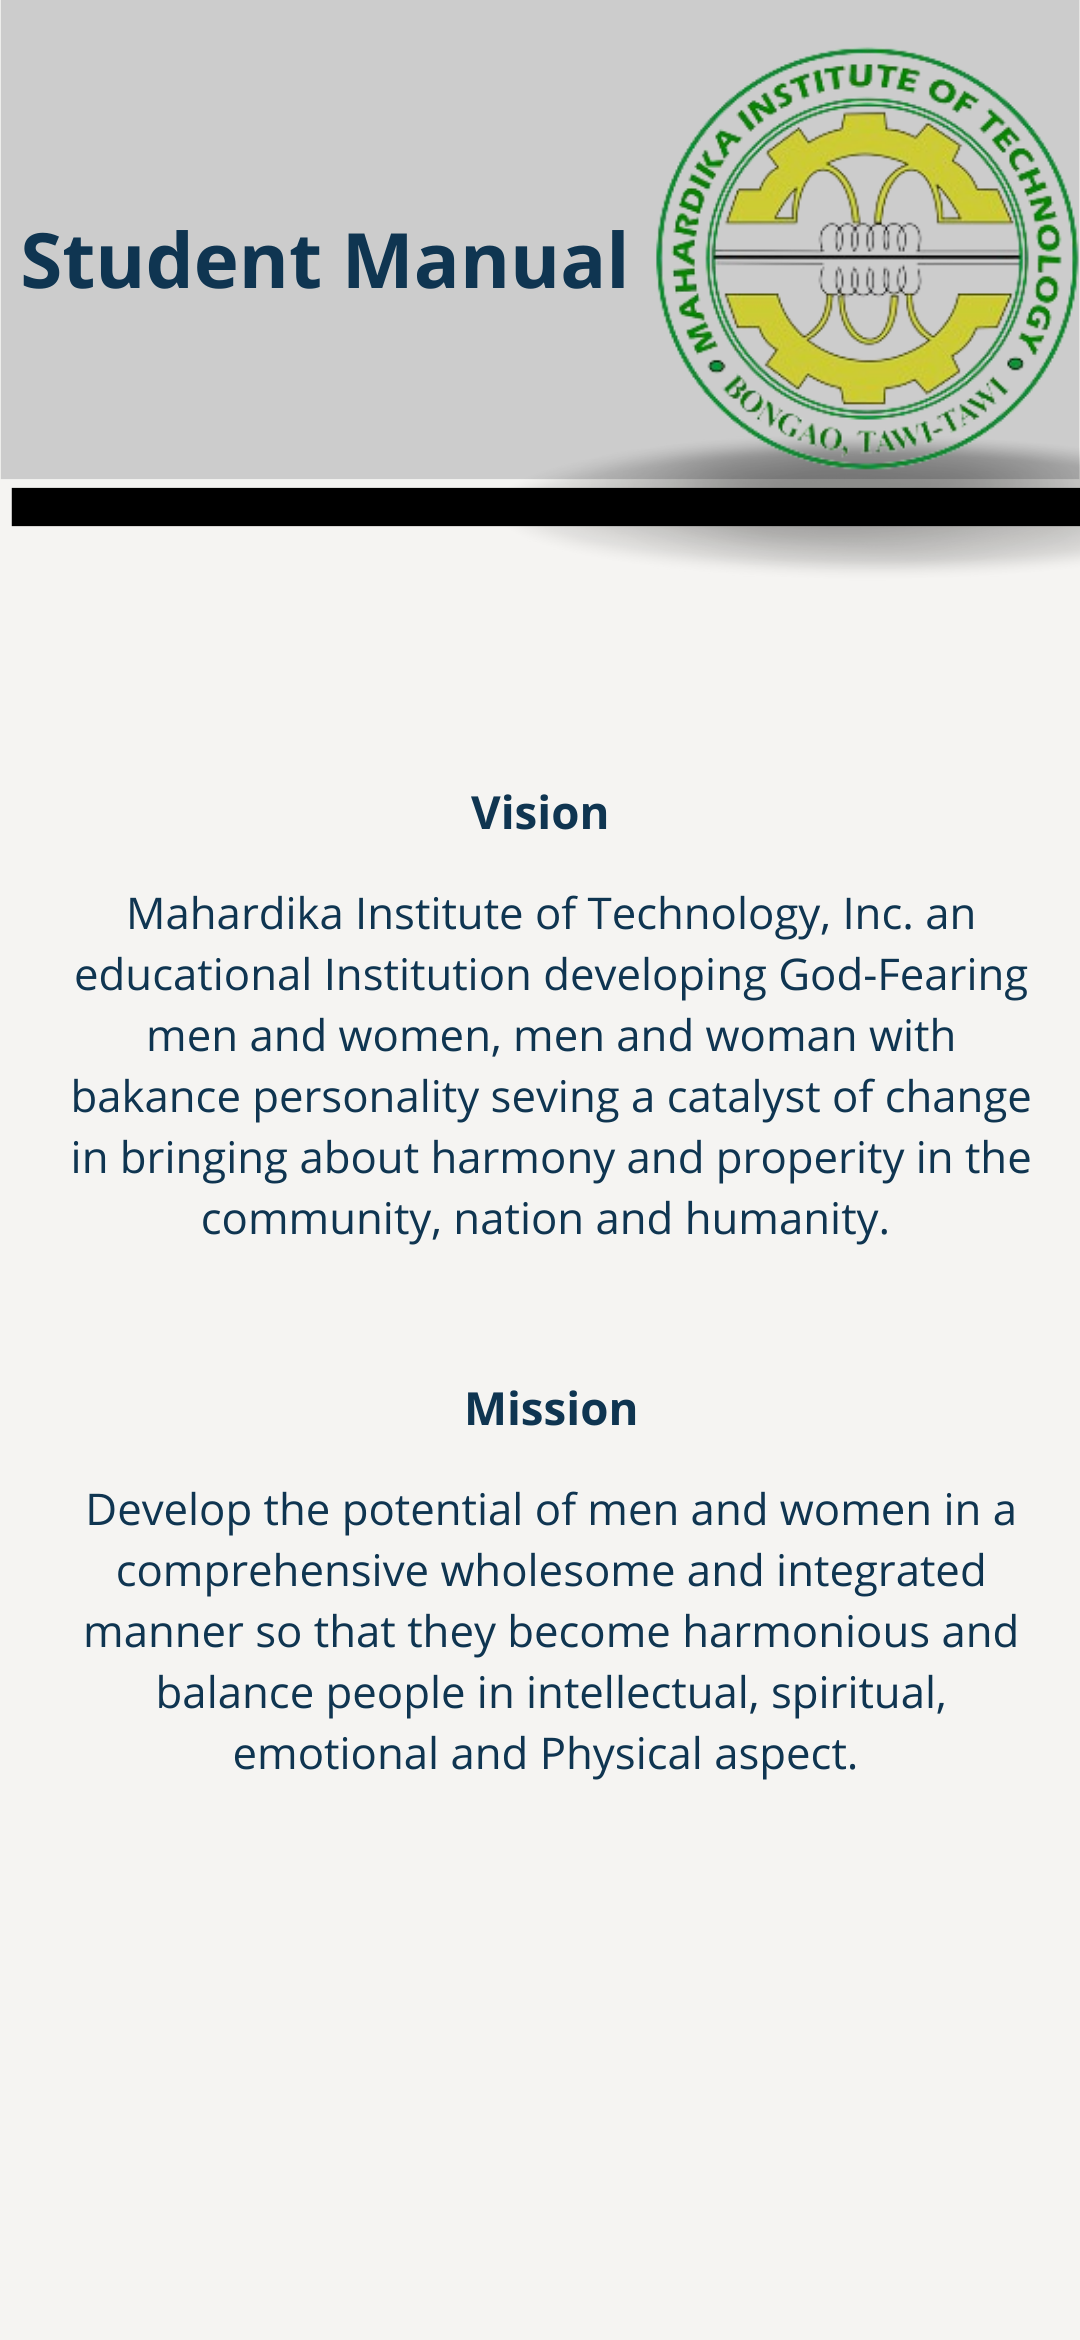 Student Manual
MAHARDIKA INSTITUTE OF TECHNOLOGY
BONGAO, TAWI-TAWI
Vision
Mahardika Institute of Technology, Inc. an
educational Institution developing God-Fearing
men and women, men and woman with
bakance personality seving a catalyst of change
in bringing about harmony and properity in the
community, nation and humanity.
Mission
Develop the potential of men and women in a
comprehensive wholesome and integrated
manner so that they become harmonious and
balance people in intellectual, spiritual,
emotional and Physical aspect.